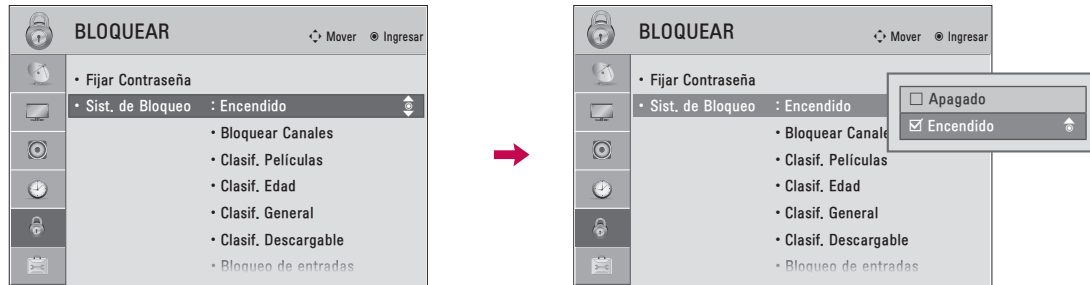 BLOQUEAR Mover Ingresar
• Fijar Contraseña
• Sist. de Bloqueo : Encendido
• Bloquear Canales
• Clasif. Películas
• Clasif. Edad
• Clasif. General
• Clasif. Descargable
• Bloqueo de entradas
BLOQUEAR Mover Ingresar
• Fijar Contraseña
• Sist. de Bloqueo : Encendido
• Bloquear Canale
• Clasif. Películas
• Clasif. Edad
• Clasif. General
• Clasif. Descargable
• Bloqueo de entradas
Apagado
Encendido